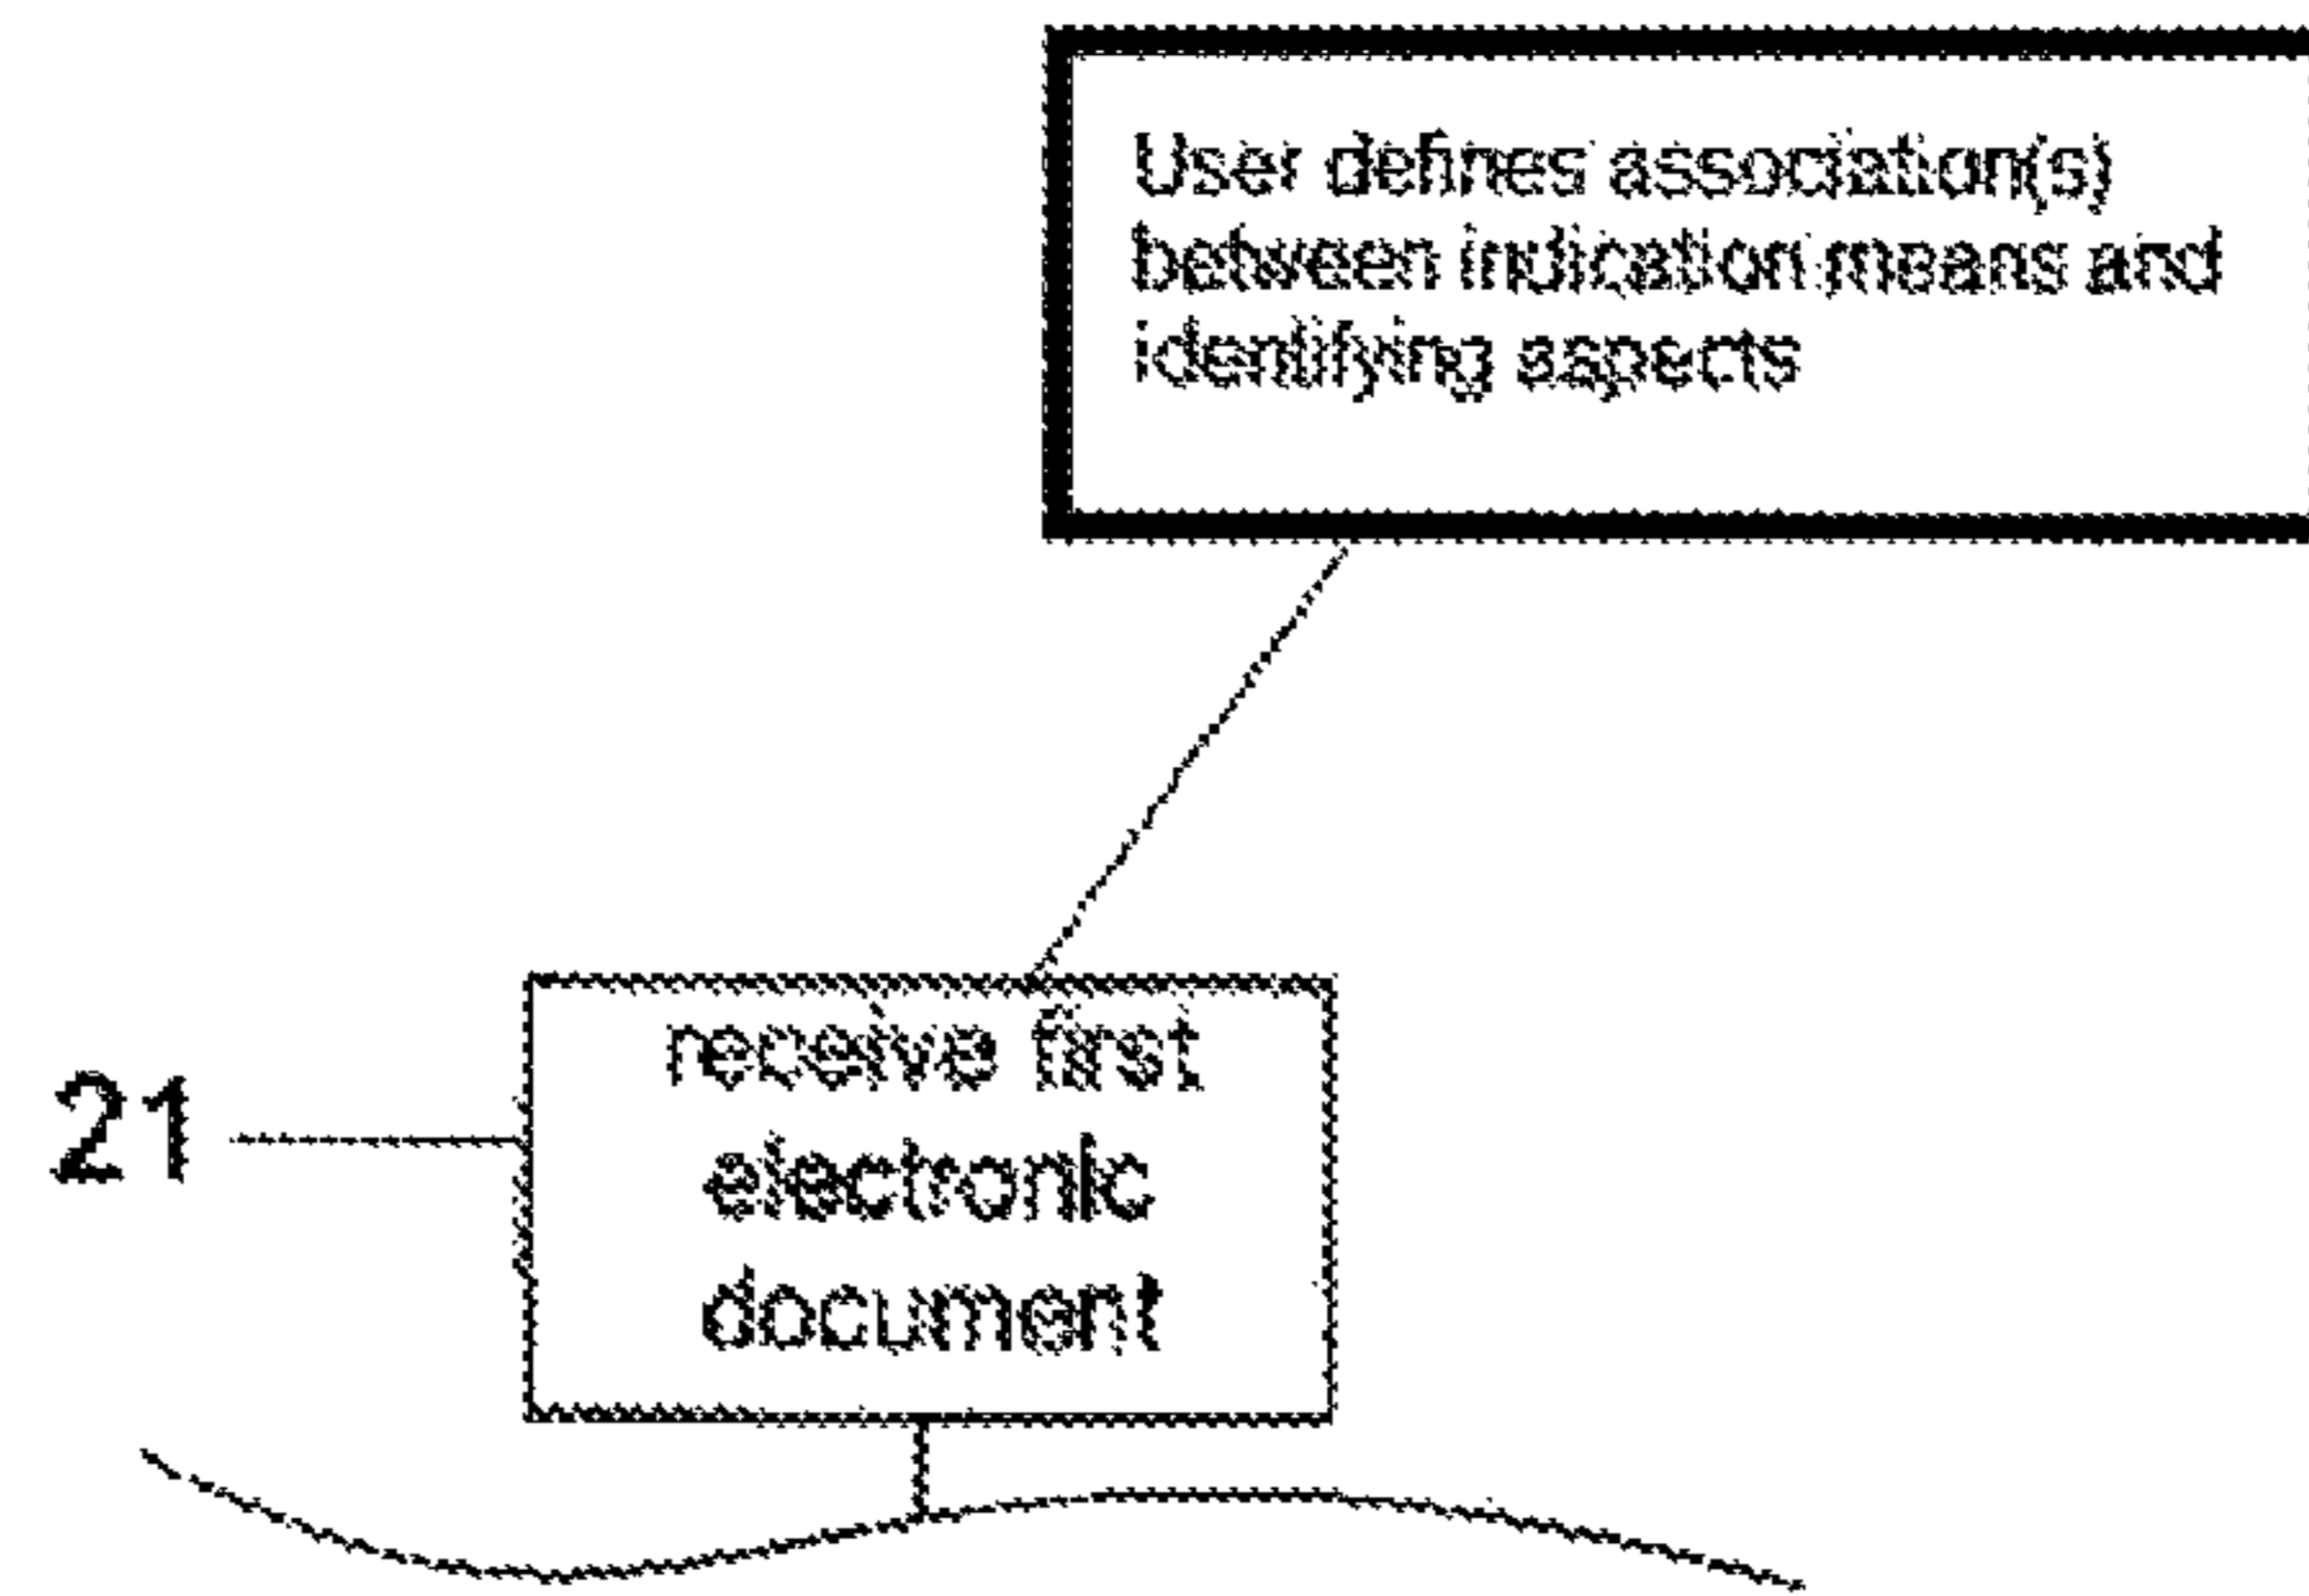 User defines association(s)
between indication means and
identifying aspects
receive first
21
electronic
document